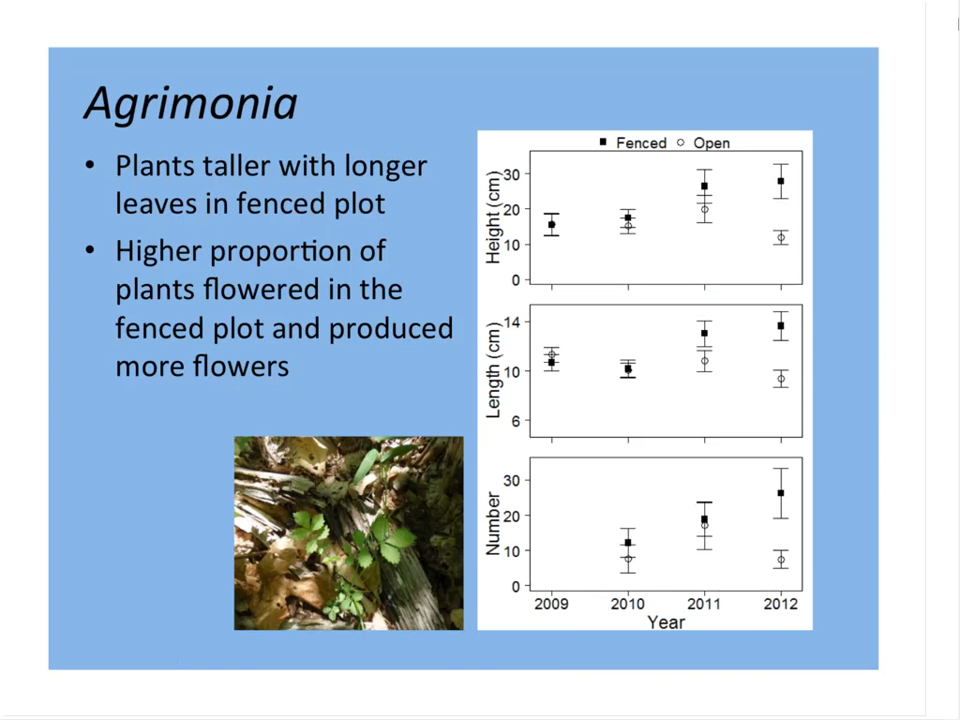 Agrimonia
• Plants taller with longer
leaves in fenced plot
• Higher proportion of
plants flowered in the
fenced plot and produced
more flowers
■ Fenced ○ Open
Height (cm)
30
20
10
0
Length (cm)
14
10
6
Number
30
20
10
0
2009 2010 2011 2012
Year